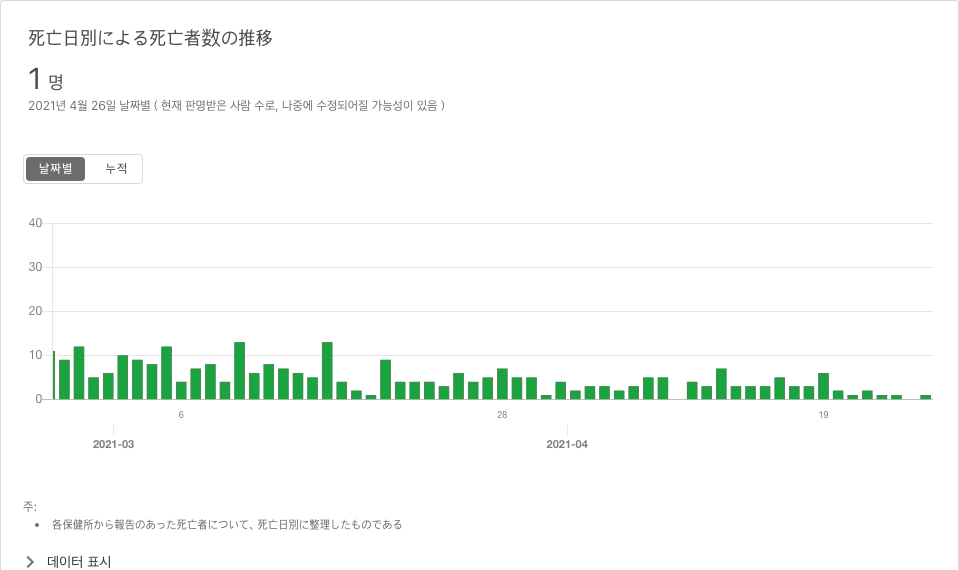 死亡日別による死亡者数の推移
1 명
2021년 4월 26일 날짜별 ( 현재 판명받은 사람 수로, 나중에 수정되어질 가능성이 있음 )
날짜별 누적
40
30
20
10
0
6 28 19
2021-03 2021-04
주:
• 各保健所から報告のあった死亡者について、死亡日別に整理したものである
데이터 표시